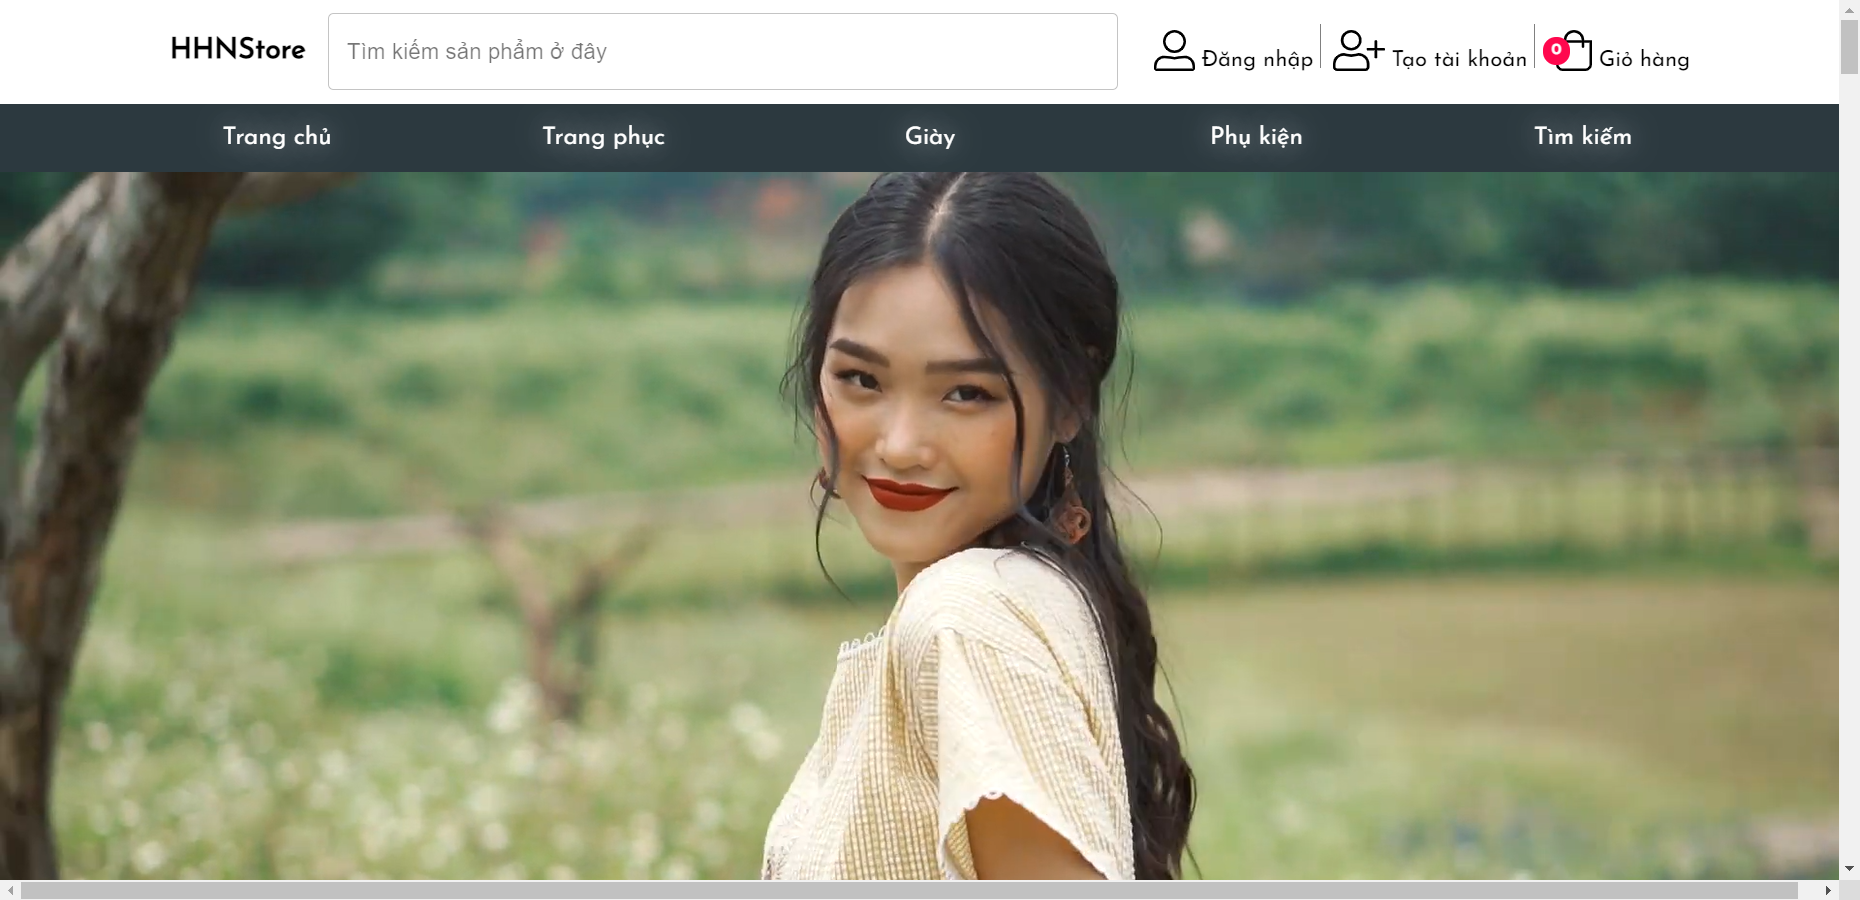 HHNStore
Tìm kiếm sản phẩm ở đây
Đăng nhập
Tạo tài khoản
0
Giỏ hàng
Trang chủ
Trang phục
Giày
Phụ kiện
Tìm kiếm